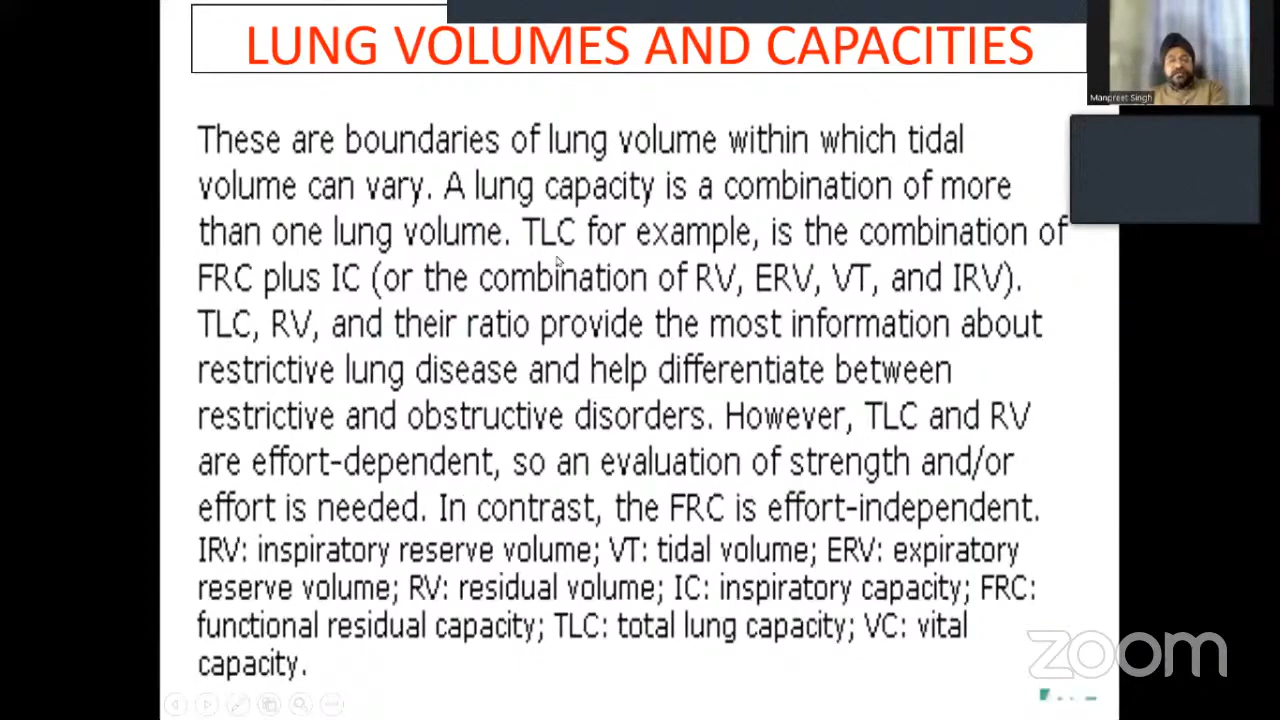 LUNG VOLUMES AND CAPACITIES
Manpreet Singh
These are boundaries of lung volume within which tidal
volume can vary. A lung capacity is a combination of more
than one lung volume. TLC for example, is the combination of
FRC plus IC (or the combination of RV, ERV, VT, and IRV).
TLC, RV, and their ratio provide the most information about
restrictive lung disease and help differentiate between
restrictive and obstructive disorders. However, TLC and RV
are effort-dependent, so an evaluation of strength and/or
effort is needed. In contrast, the FRC is effort-independent.
IRV: inspiratory reserve volume; VT: tidal volume; ERV: expiratory
reserve volume; RV: residual volume; IC: inspiratory capacity; FRC:
functional residual capacity; TLC: total lung capacity; VC: vital
capacity.
zoom